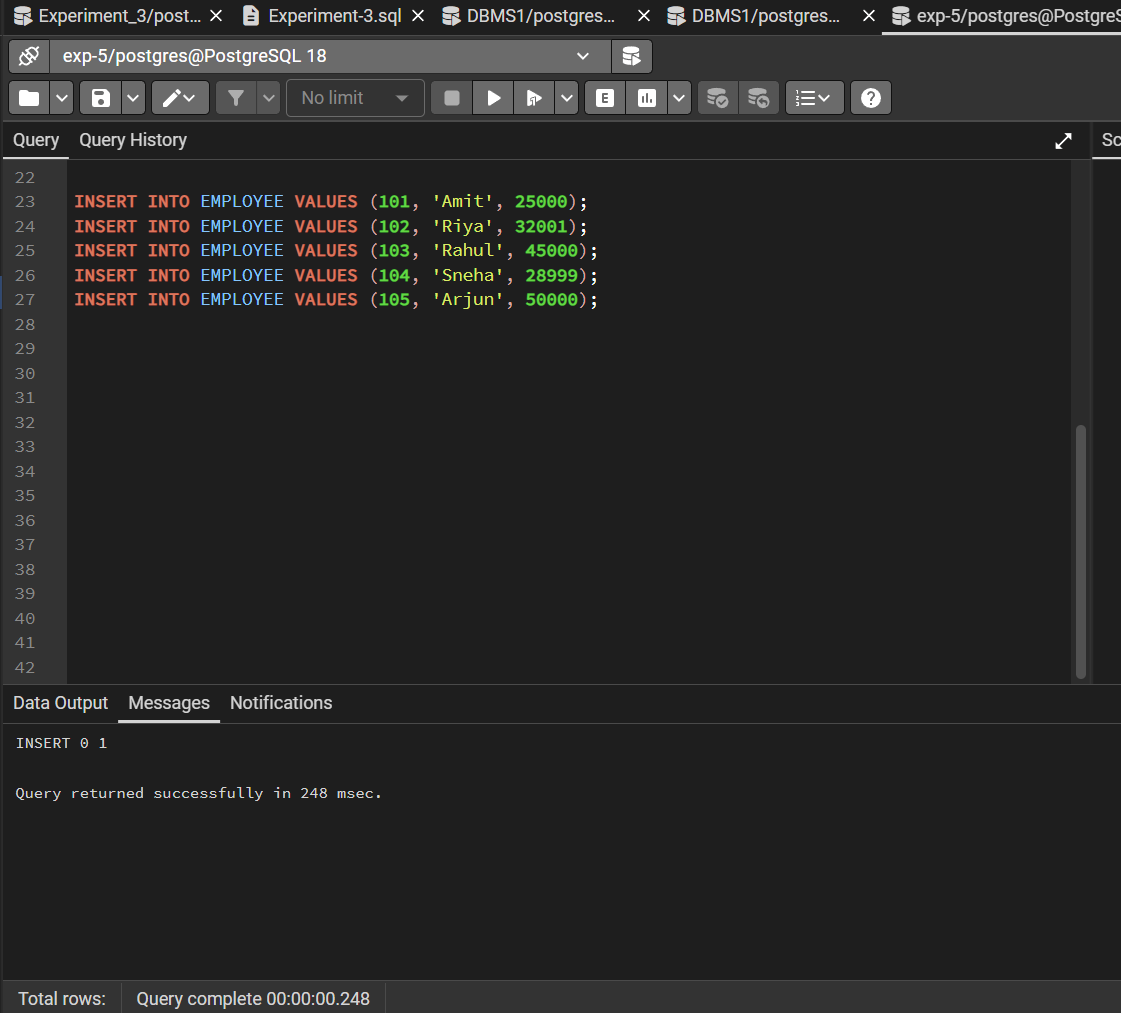 Experiment_3/post... Experiment-3.sql DBMS1/postgres... DBMS1/postgres... exp-5/postgres@PostgreS
exp-5/postgres@PostgreSQL 18
No limit E
Query Query History Sc
22
23 INSERT INTO EMPLOYEE VALUES (101, 'Amit', 25000);
24 INSERT INTO EMPLOYEE VALUES (102, 'Riya', 32001);
25 INSERT INTO EMPLOYEE VALUES (103, 'Rahul', 45000);
26 INSERT INTO EMPLOYEE VALUES (104, 'Sneha', 28999);
27 INSERT INTO EMPLOYEE VALUES (105, 'Arjun', 50000);
28
29
30
31
32
33
34
35
36
37
38
39
40
41
42
Data Output Messages Notifications
INSERT 0 1
Query returned successfully in 248 msec.
Total rows: Query complete 00:00:00.248